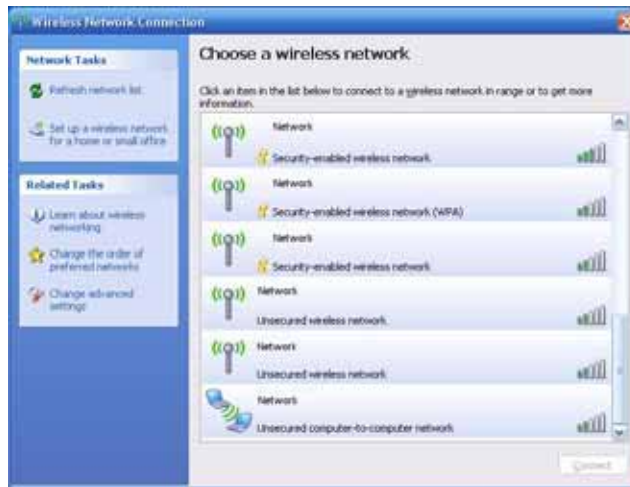 Wireless Network Connection
Network Tasks
Refresh network list
Set up a wireless network
for a home or small office
Related Tasks
Learn about wireless
networking
Change the order of
preferred networks
Change advanced
settings
Choose a wireless network
Click an item in the list below to connect to a wireless network in range or to get more
information.
Network
Security-enabled wireless network
Network
Security-enabled wireless network (WPA)
Network
Security-enabled wireless network
Network
Unsecured wireless network
Network
Unsecured wireless network
Network
Unsecured computer-to-computer network
Connect